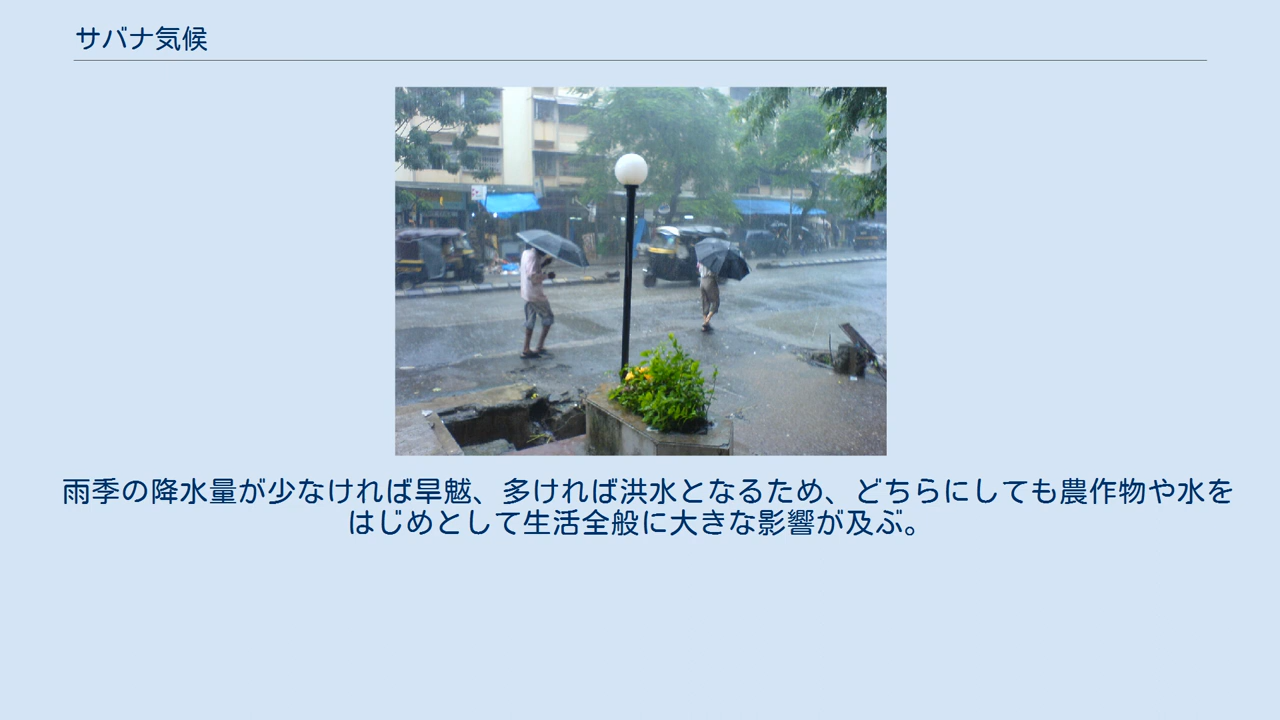 サバナ気候
雨季の降水量が少なければ旱魃、多ければ洪水となるため、どちらにしても農作物や水を
はじめとして生活全般に大きな影響が及ぶ。